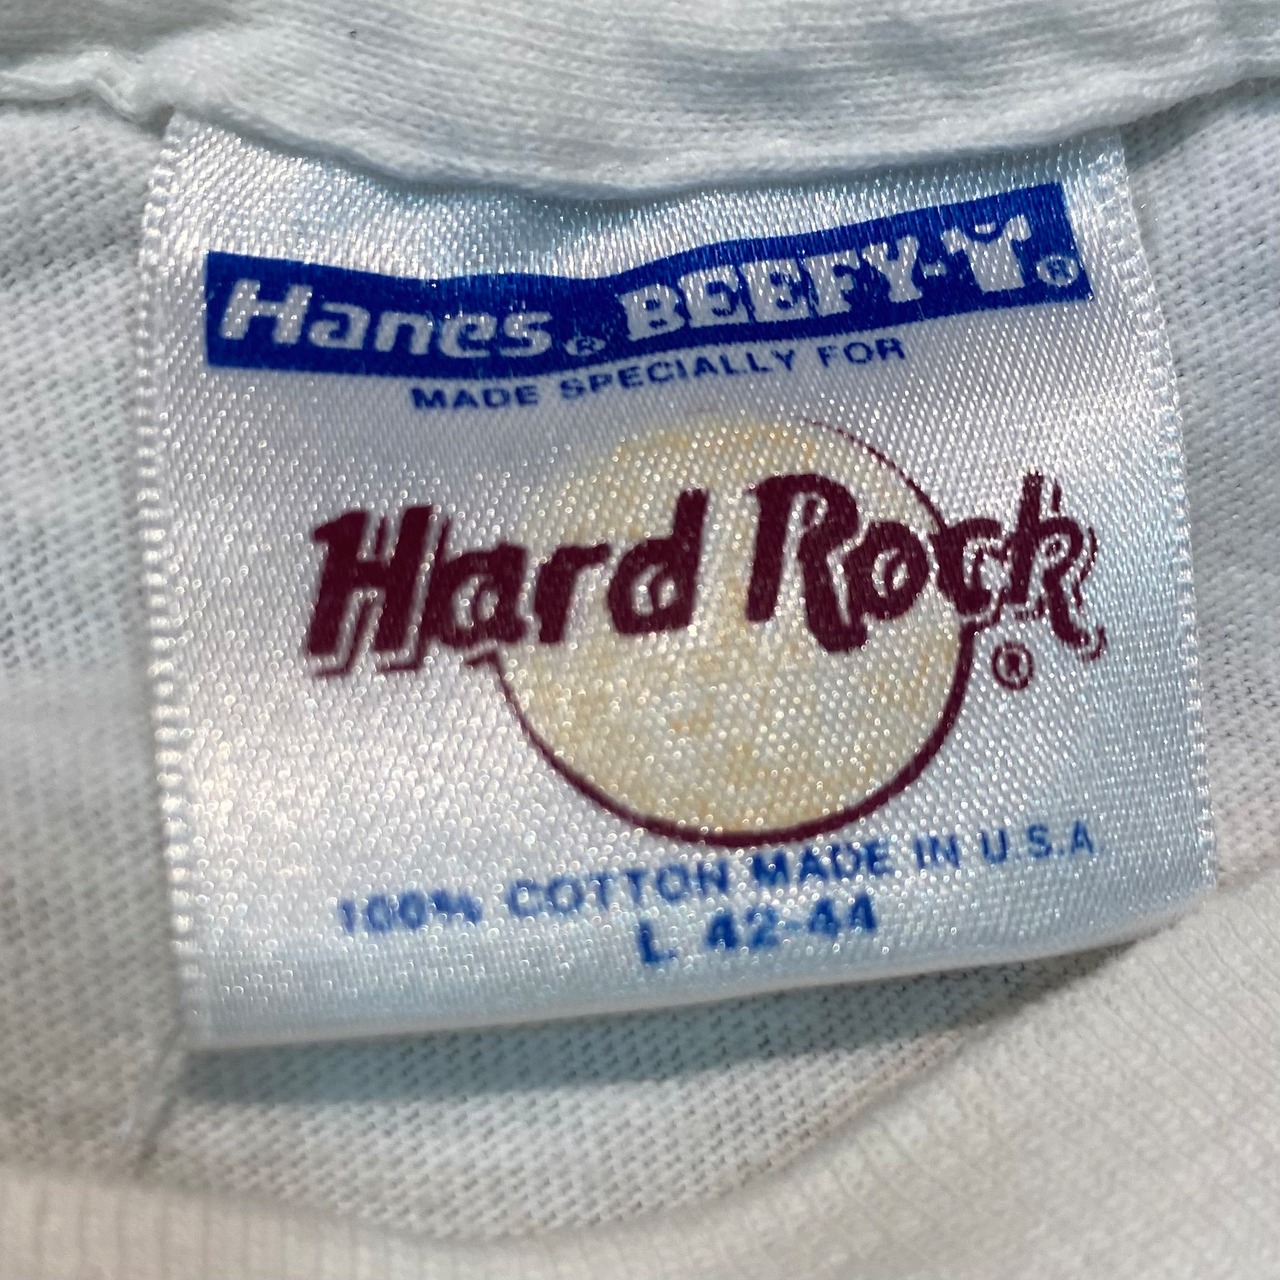 Hanes® BEEFY-T®
MADE SPECIALLY FOR
Hard Rock
®
100% COTTON MADE IN U.S.A
L 42-44